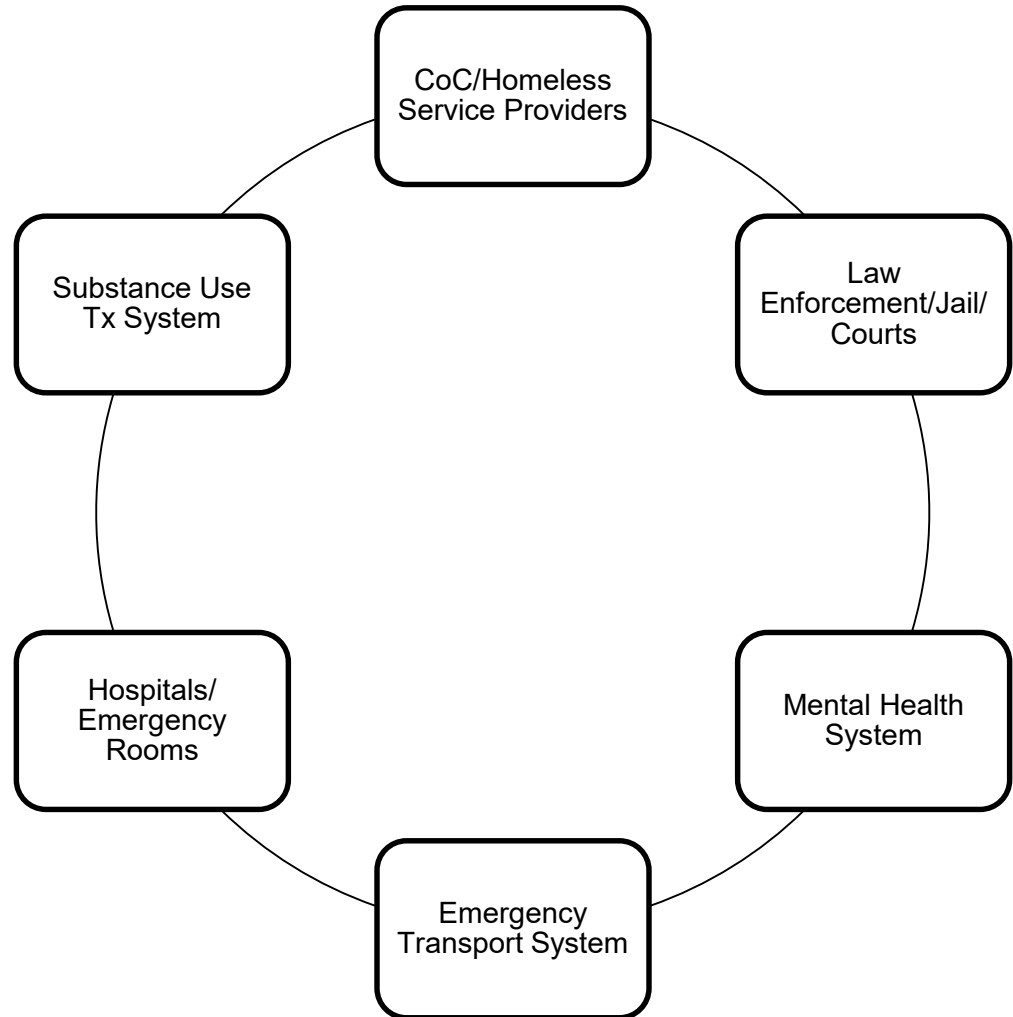 CoC/Homeless
Service Providers
Law
Enforcement/Jail/
Courts
Mental Health
System
Emergency
Transport System
Hospitals/
Emergency
Rooms
Substance Use
Tx System